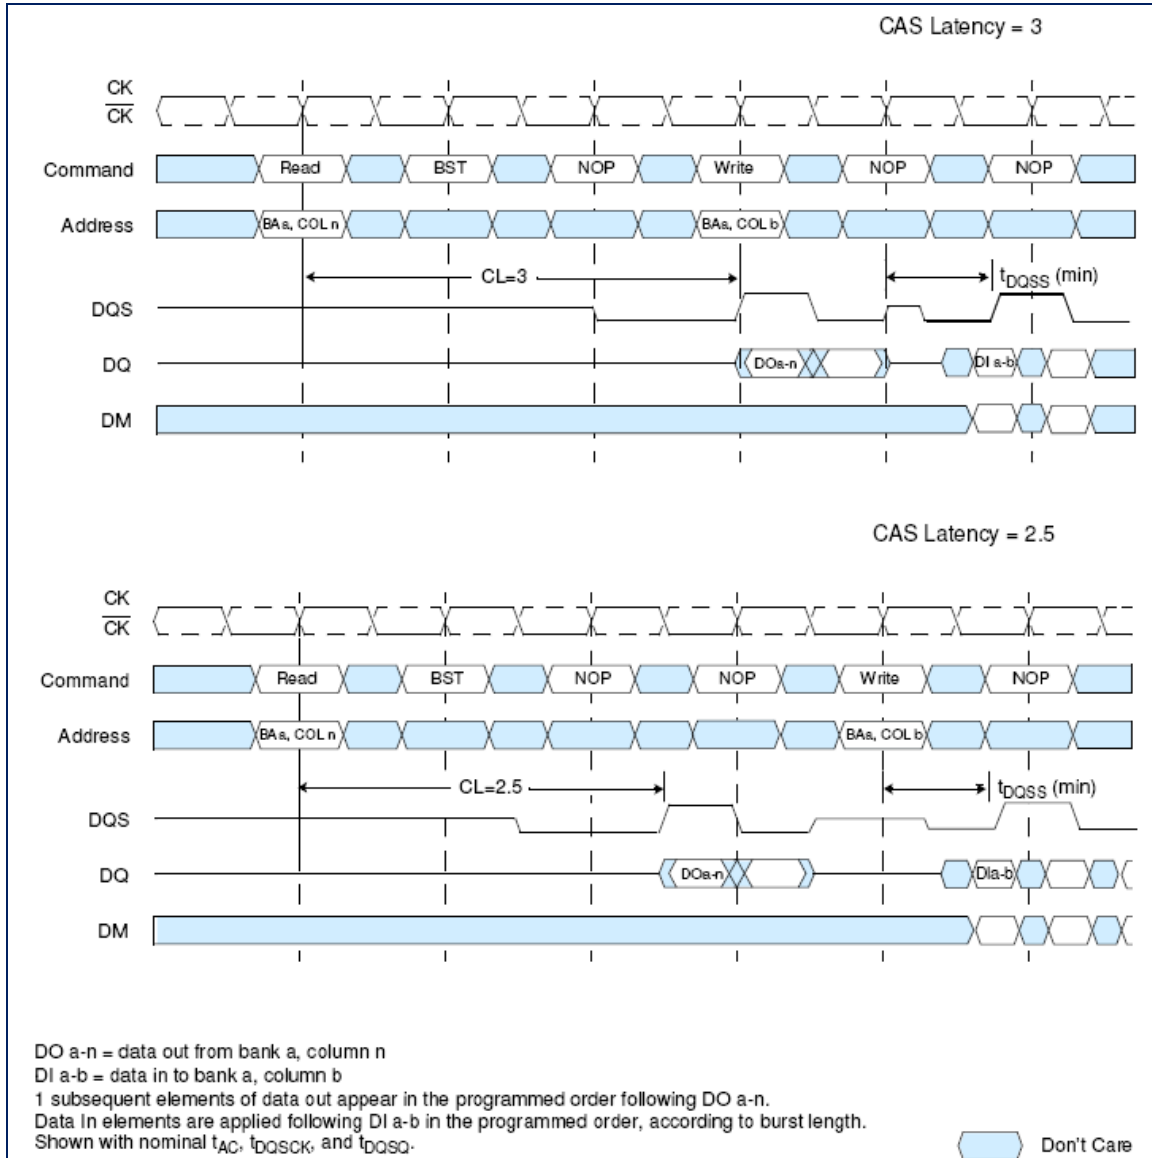 CAS Latency = 3
CK
CK
Command Read BST NOP Write NOP NOP
Address BAa, COL n BAa, COL b
CL=3 tDQSS (min)
DQS
DQ DOa-n DI a-b
DM
CAS Latency = 2.5
CK
CK
Command Read BST NOP NOP Write NOP
Address BAa, COL n BAa, COL b
CL=2.5 tDQSS (min)
DQS
DQ DOa-n DIa-b
DM
DO a-n = data out from bank a, column n
DI a-b = data in to bank a, column b
1 subsequent elements of data out appear in the programmed order following DO a-n.
Data In elements are applied following DI a-b in the programmed order, according to burst length.
Shown with nominal tAC, tDQSCK, and tDQSQ.
Don't Care